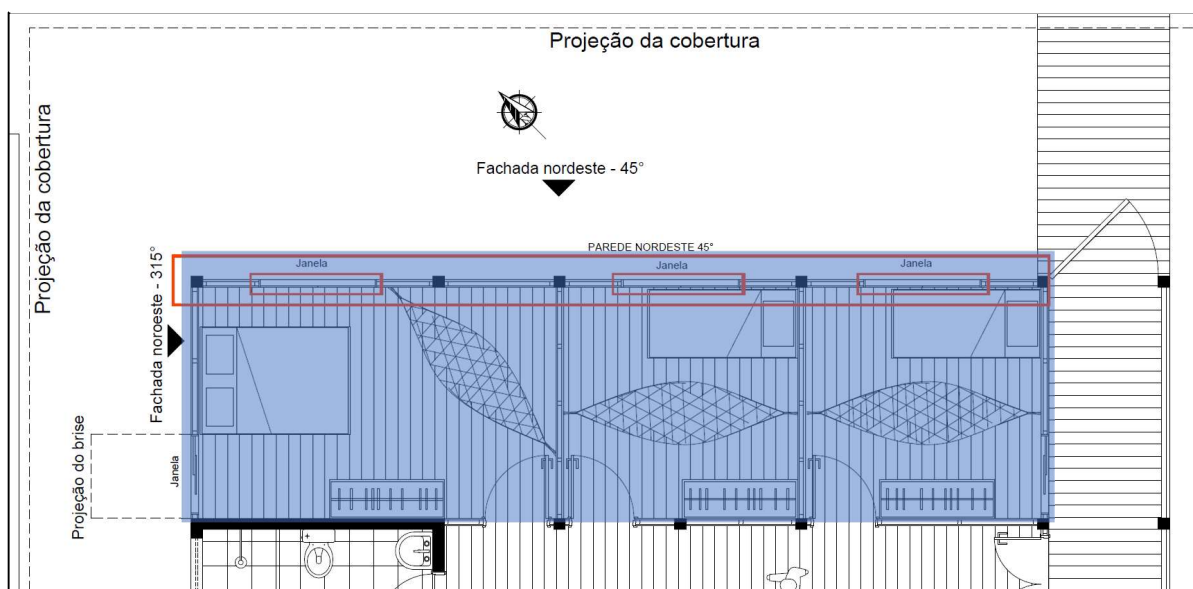 Projeção da cobertura
Projeção da cobertura
Fachada nordeste - 45°
PAREDE NORDESTE 45°
Fachada noroeste - 315°
Janela
Janela
Janela
Projeção do brise
Janela